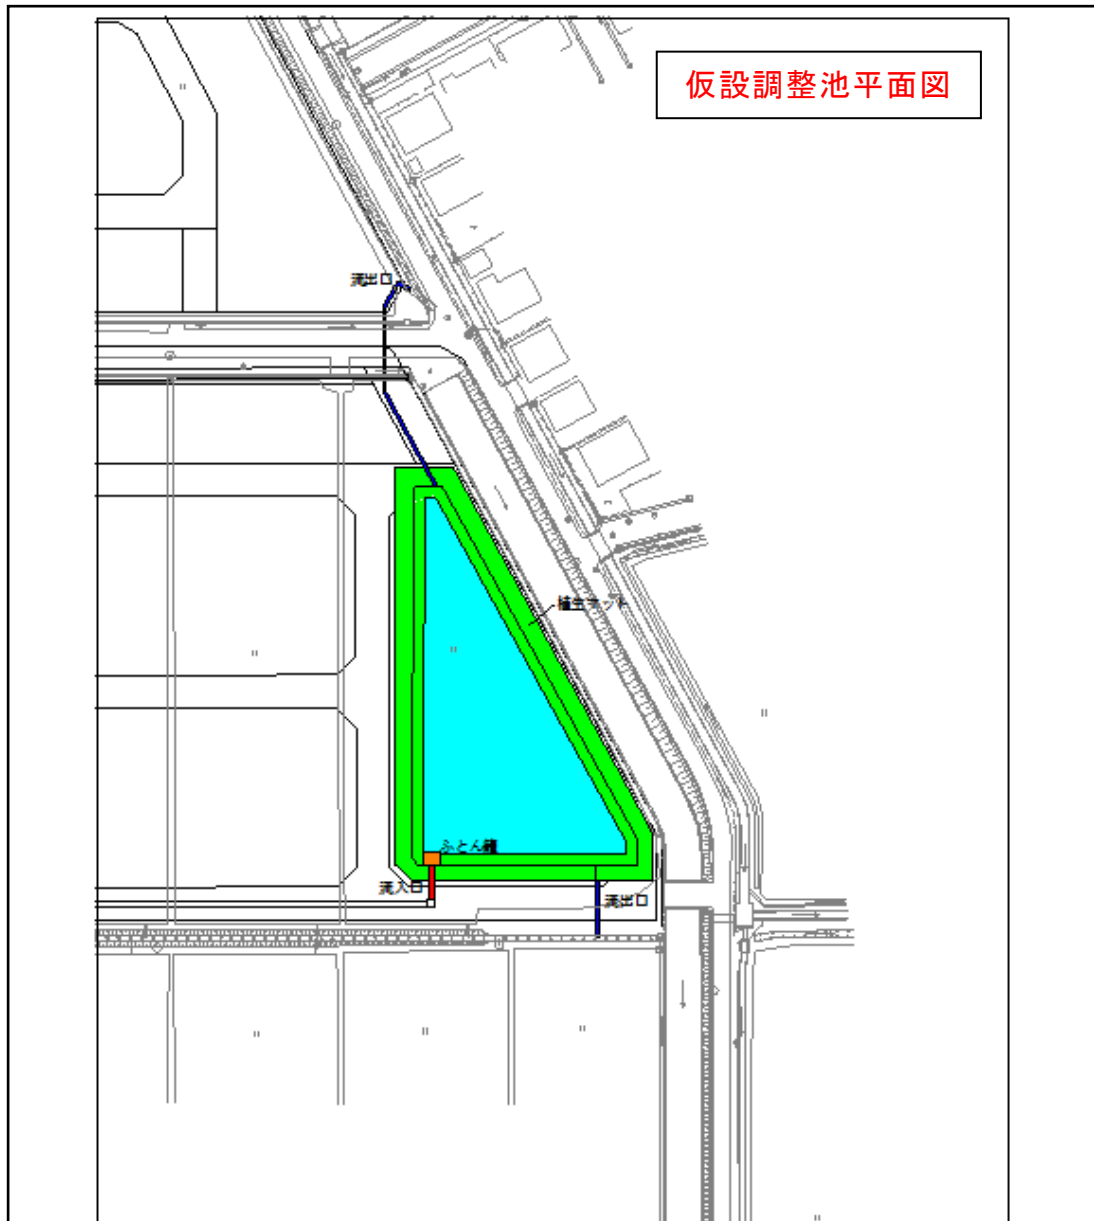 仮設調整池平面図
流出口
植生ネット
ふとん籠
流入口
流出口